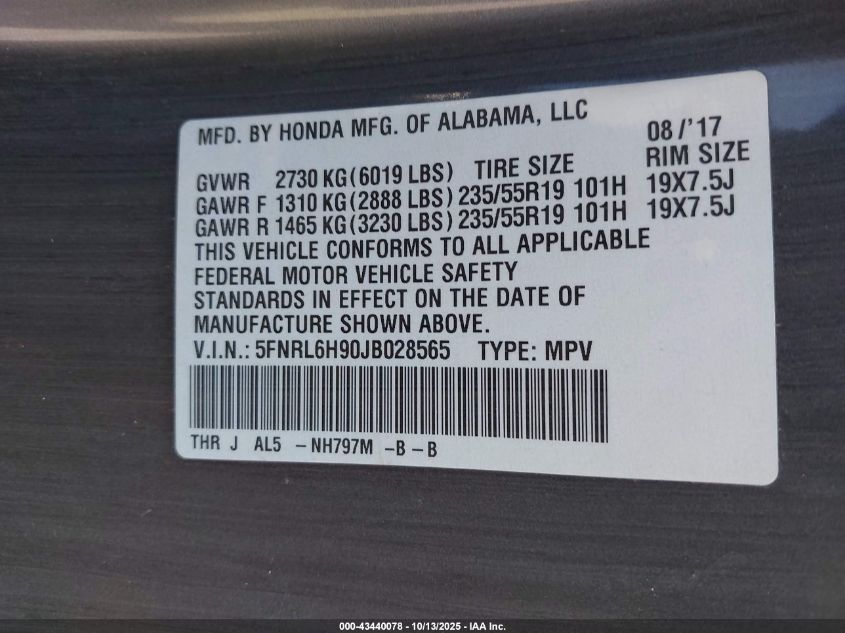 MFD. BY HONDA MFG. OF ALABAMA, LLC 08/'17
GVWR 2730 KG(6019 LBS) TIRE SIZE RIM SIZE
GAWR F 1310 KG(2888 LBS) 235/55R19 101H 19X7.5J
GAWR R 1465 KG(3230 LBS) 235/55R19 101H 19X7.5J
THIS VEHICLE CONFORMS TO ALL APPLICABLE
FEDERAL MOTOR VEHICLE SAFETY
STANDARDS IN EFFECT ON THE DATE OF
MANUFACTURE SHOWN ABOVE.
V.I.N.: 5FNRL6H90JB028565 TYPE: MPV
THR J AL5 -NH797M -B-B
000-43440078 - 10/13/2025 - IAA Inc.